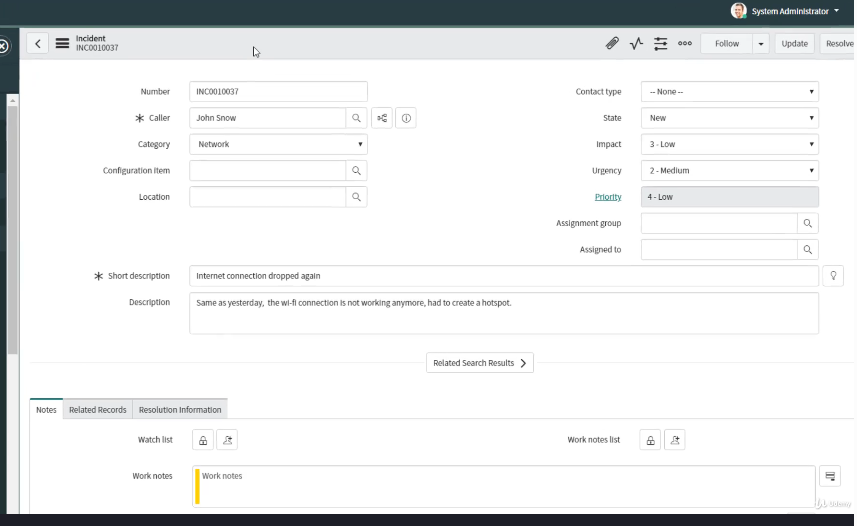 System Administrator
Incident
INC0010037
Follow
Update
Resolve
Number INC0010037
Contact type -- None --
Caller John Snow
State New
Category Network
Impact 3 - Low
Configuration item
Urgency 2 - Medium
Location
Priority 4 - Low
Assignment group
Assigned to
Short description Internet connection dropped again
Description Same as yesterday, the wi-fi connection is not working anymore, had to create a hotspot.
Related Search Results
Notes Related Records Resolution Information
Watch list
Work notes list
Work notes Work notes
Udemy